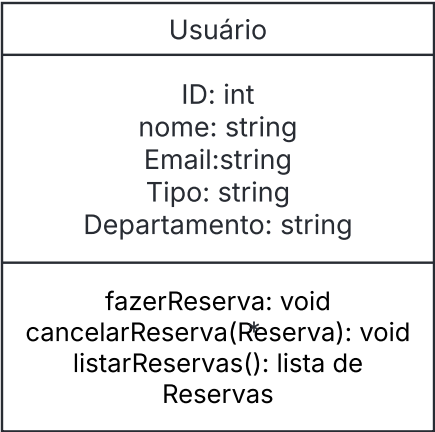 Usuário
ID: int
nome: string
Email:string
Tipo: string
Departamento: string
fazerReserva: void
cancelarReserva(Reserva): void
*
listarReservas(): lista de
Reservas